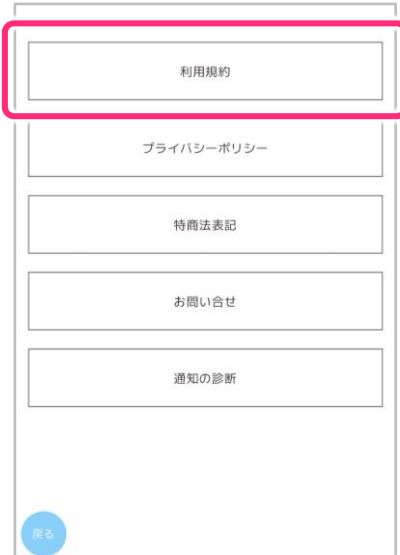 利用規約
プライバシーポリシー
特商法表記
お問い合せ
通知の診断
戻る